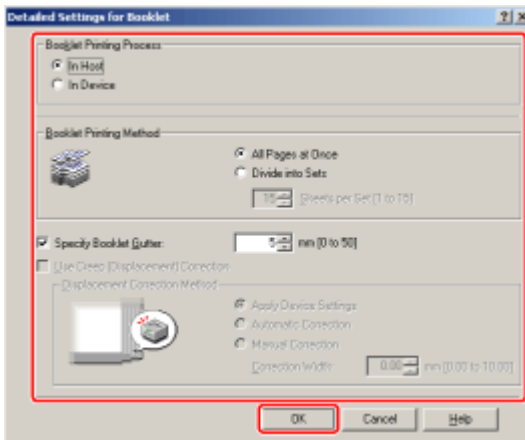 Detailed Settings for Booklet
Booklet Printing Process
In Host
In Device
Booklet Printing Method
All Pages at Once
Divide into Sets
15 Sheets per Set [1 to 15]
Specify Booklet Gutter: 5 mm [0 to 50]
Use Creep (Displacement) Correction
Displacement Correction Method
Apply Device Settings
Automatic Correction
Manual Correction
Correction Width: 0.00 mm [0.00 to 10.00]
OK Cancel Help